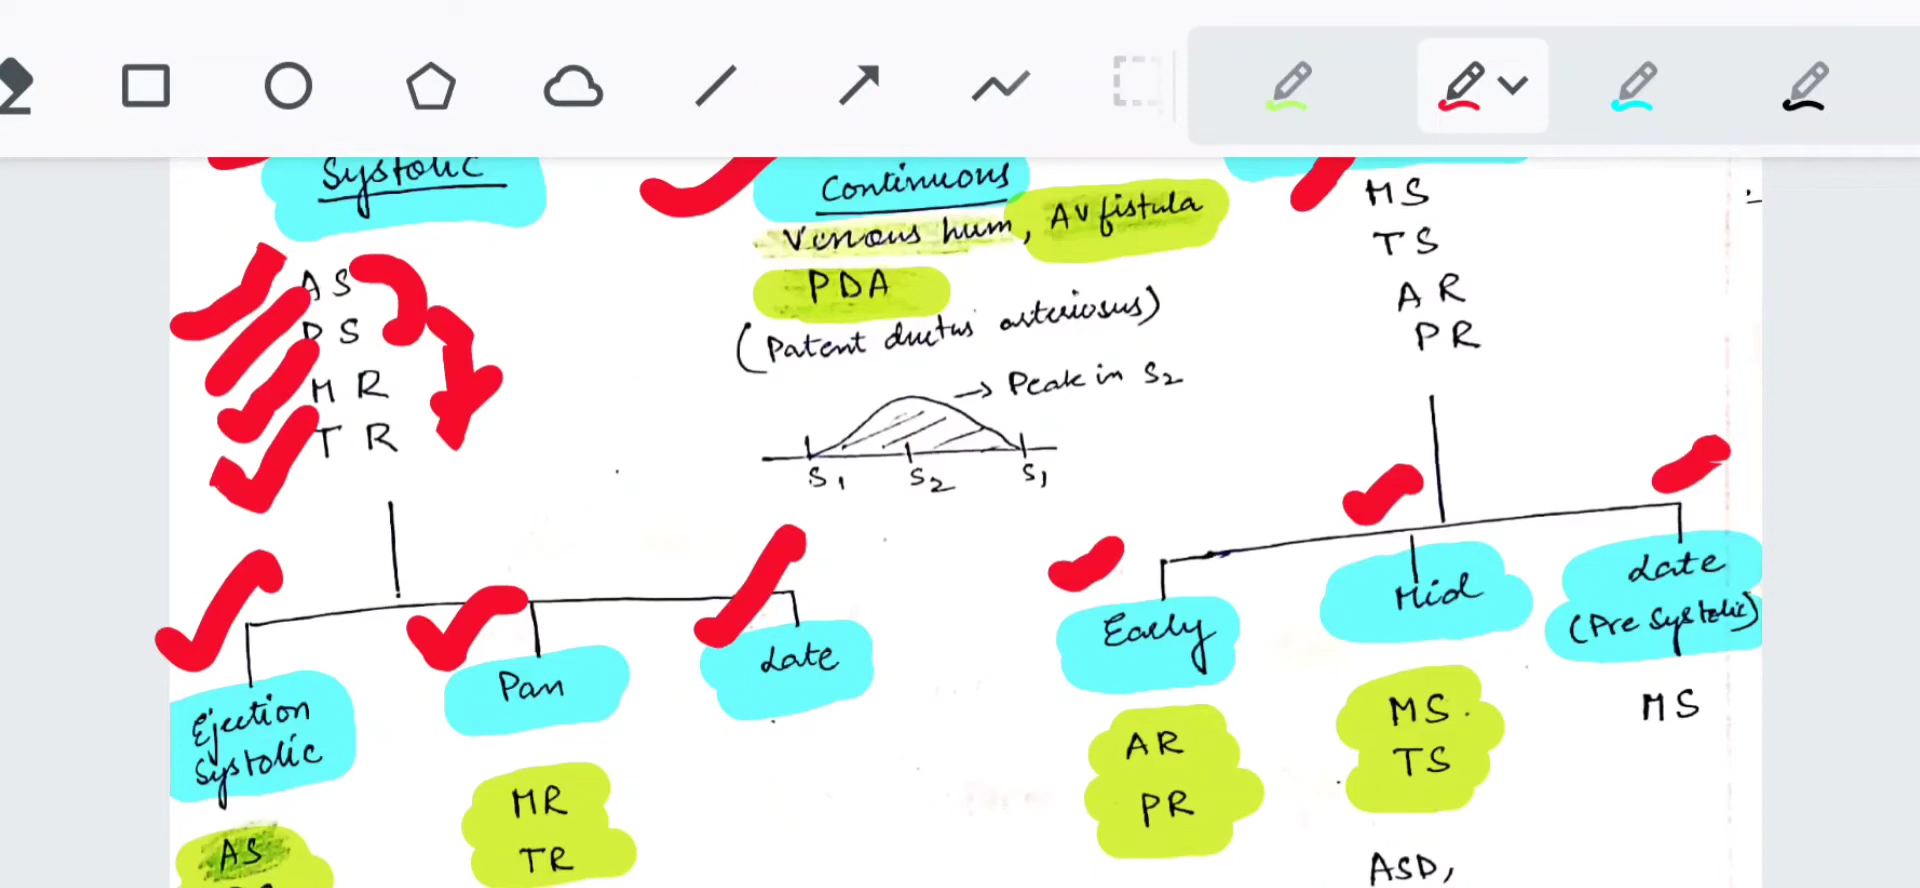 Systolic
AS
PS
MR
TR
Continuous
Venous hum, AV fistula
PDA
(Patent ductus arteriosus)
→ Peak in S2
S1 S2 S1
MS
TS
AR
PR
Ejection
Systolic
AS
Pan
MR
TR
Late
Early
AR
PR
Mid
MS.
TS
ASD,
Late
(Pre Systolic)
MS